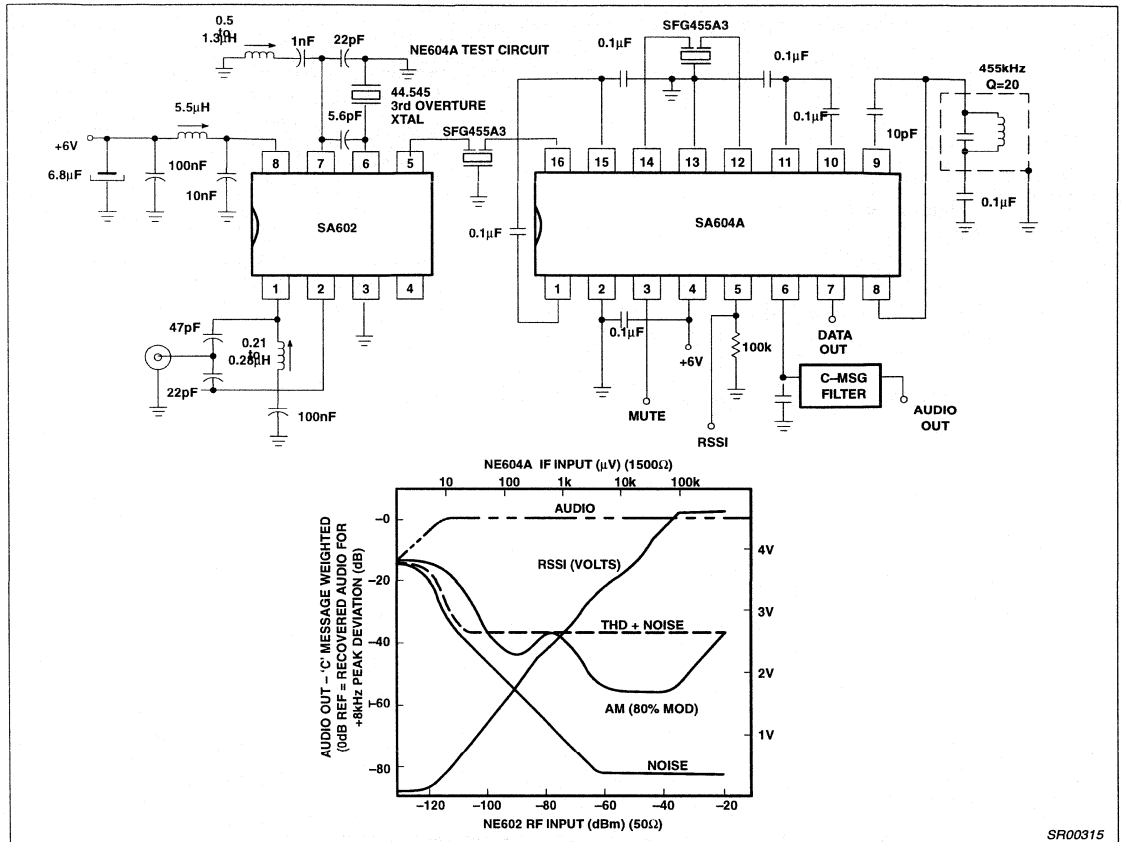 0.5
to
1.3µH
1nF
22pF
NE604A TEST CIRCUIT
44.545
3rd OVERTURE
XTAL
5.6pF
5.5µH
+6V
6.8µF
100nF
10nF
SFG455A3
8
7
6
5
SA602
1
2
3
4
47pF
0.21
to
0.28µH
22pF
100nF
SFG455A3
0.1µF
0.1µF
0.1µF
10pF
455kHz
Q=20
0.1µF
0.1µF
16
15
14
13
12
11
10
9
SA604A
1
2
3
4
5
6
7
8
0.1µF
+6V
100k
MUTE
RSSI
DATA
OUT
C–MSG
FILTER
AUDIO
OUT
NE604A IF INPUT (µV) (1500Ω)
10
100
1k
10k
100k
AUDIO
RSSI (VOLTS)
THD + NOISE
AM (80% MOD)
NOISE
AUDIO OUT – 'C' MESSAGE WEIGHTED
(0dB REF = RECOVERED AUDIO FOR
+8kHz PEAK DEVIATION (dB)
–0
–20
–40
–60
–80
4V
3V
2V
1V
–120
–100
–80
–60
–40
–20
NE602 RF INPUT (dBm) (50Ω)
SR00315